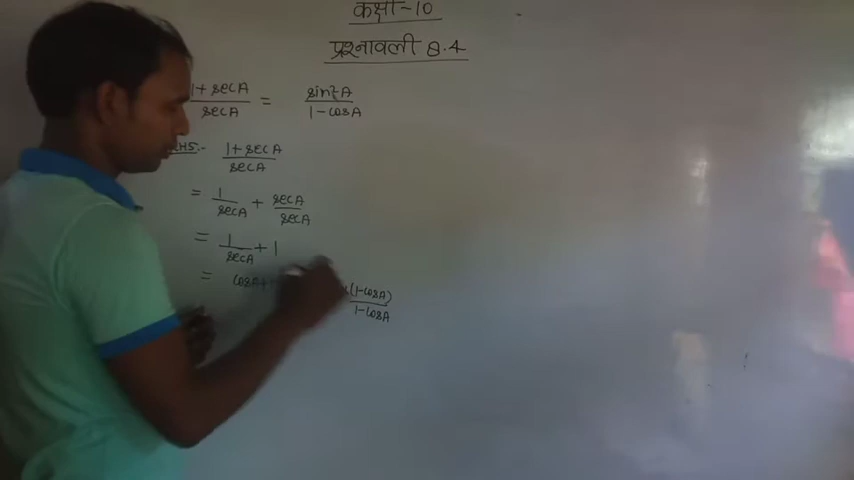 कक्षा-10
प्रश्नावली 8.4
1+secA/secA = sin²A/1-cosA
HS:- 1+secA/secA
= 1/secA + secA/secA
= 1/secA + 1
= cosA+ (1-cosA)/1-cosA